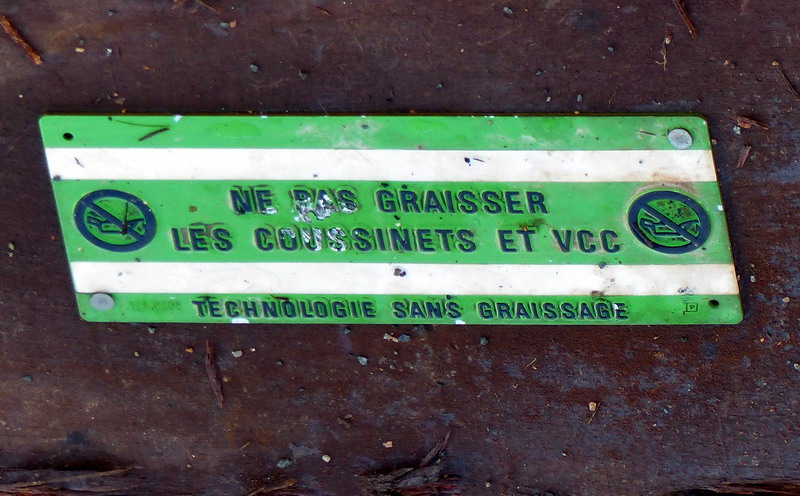 NE PAS GRAISSER
LES COUSSINETS ET VCC
TECHNOLOGIE SANS GRAISSAGE